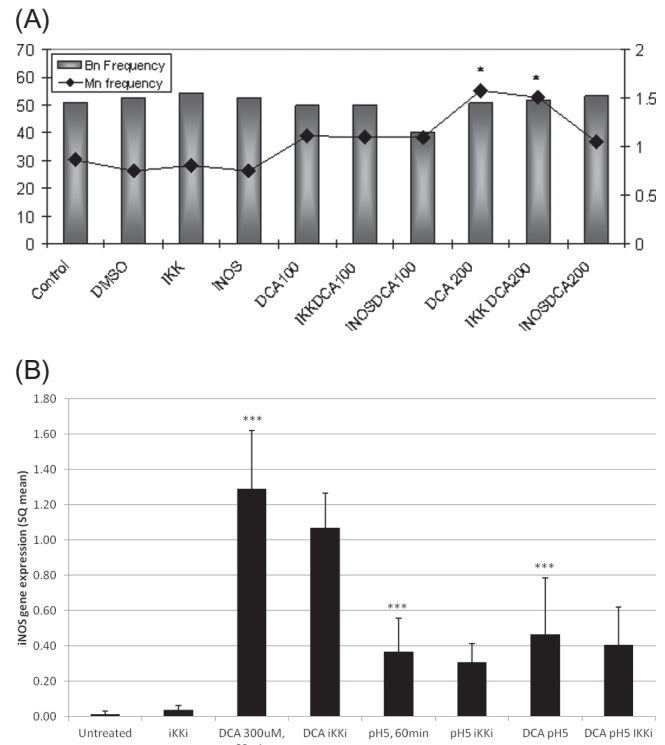 (A)
70
60
50
40
30
20
10
0
Bn Frequency
Mn frequency
*
*
2
1.5
1
0.5
0
Control
DMSO
IKK
INOS
DCA100
IKKDCA100
INOSDCA100
DCA 200
IKK DCA200
INOSDCA200
(B)
iNOS gene expression (SQ mean)
1.80
1.60
1.40
1.20
1.00
0.80
0.60
0.40
0.20
0.00
***
***
***
Untreated
iKKi
DCA 300uM,
DCA iKKi
pH5, 60min
pH5 iKKi
DCA pH5
DCA pH5 IKKi